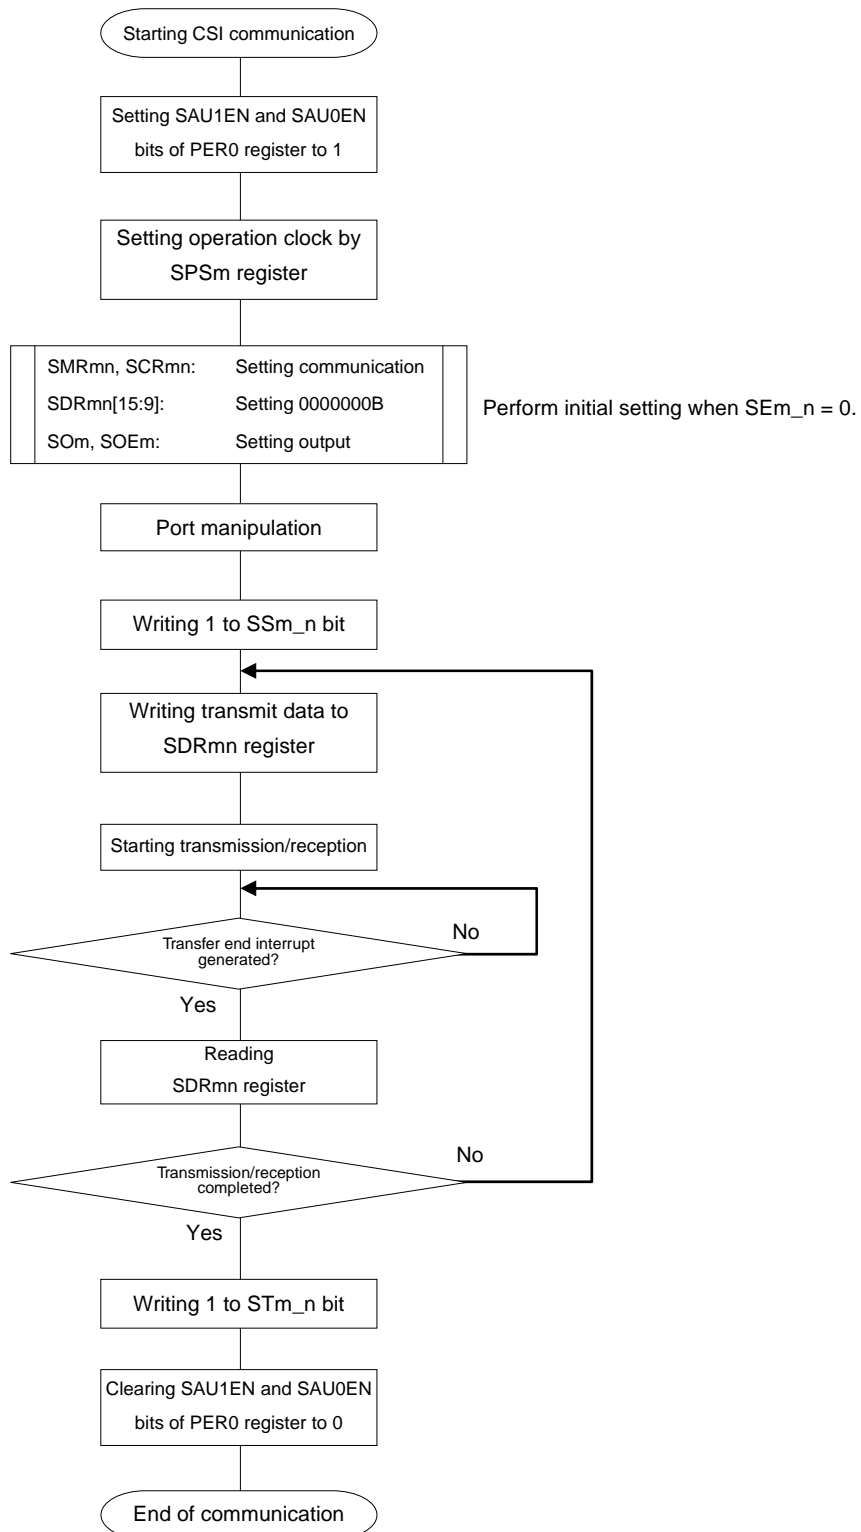 Starting CSI communication
Setting SAU1EN and SAU0EN
bits of PER0 register to 1
Setting operation clock by
SPSm register
SMRmn, SCRmn: Setting communication
SDRmn[15:9]: Setting 0000000B
SOm, SOEm: Setting output
Perform initial setting when SEm_n = 0.
Port manipulation
Writing 1 to SSm_n bit
Writing transmit data to
SDRmn register
Starting transmission/reception
Transfer end interrupt
generated?
No
Yes
Reading
SDRmn register
Transmission/reception
completed?
No
Yes
Writing 1 to STm_n bit
Clearing SAU1EN and SAU0EN
bits of PER0 register to 0
End of communication